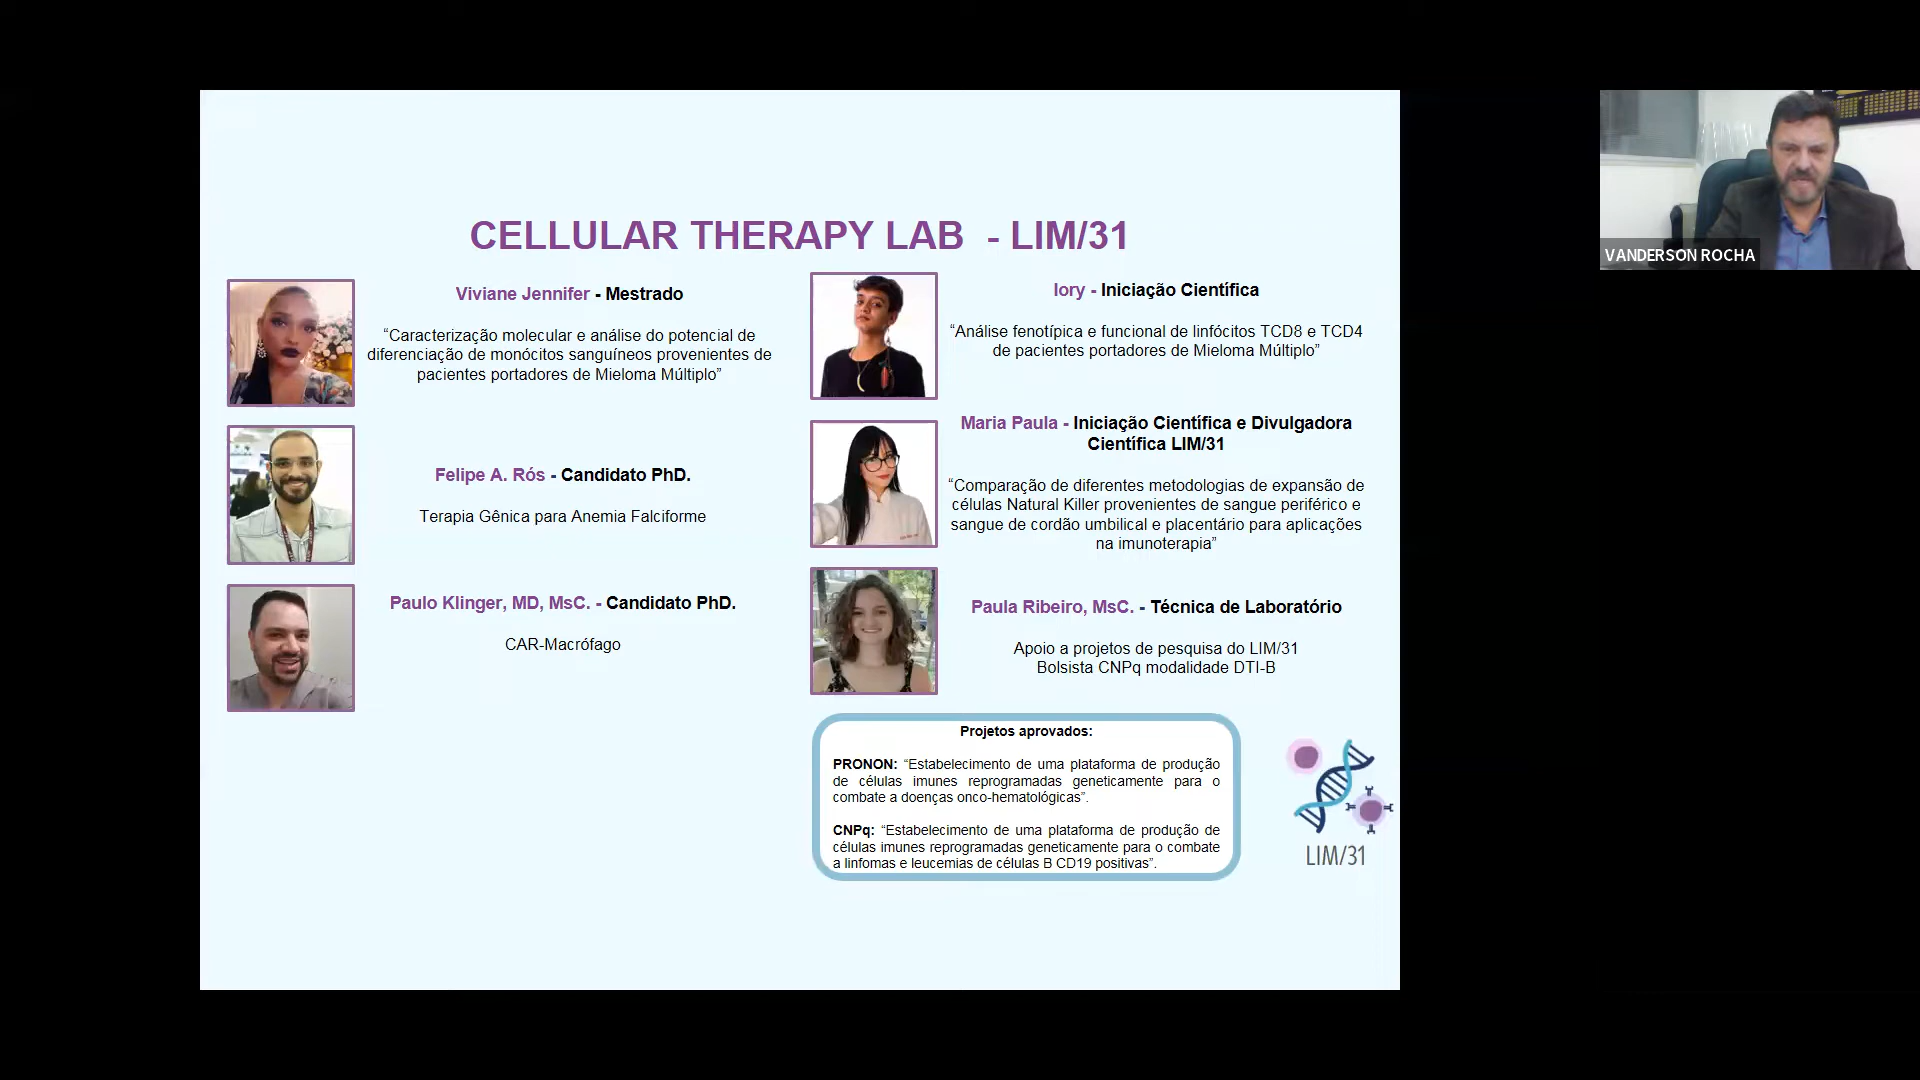 CELLULAR THERAPY LAB - LIM/31
Viviane Jennifer - Mestrado
“Caracterização molecular e análise do potencial de
diferenciação de monócitos sanguíneos provenientes de
pacientes portadores de Mieloma Múltiplo”
Felipe A. Rós - Candidato PhD.
Terapia Gênica para Anemia Falciforme
Paulo Klinger, MD, MsC. - Candidato PhD.
CAR-Macrófago
Iory - Iniciação Científica
“Análise fenotípica e funcional de linfócitos TCD8 e TCD4
de pacientes portadores de Mieloma Múltiplo”
Maria Paula - Iniciação Científica e Divulgadora
Científica LIM/31
“Comparação de diferentes metodologias de expansão de
células Natural Killer provenientes de sangue periférico e
sangue de cordão umbilical e placentário para aplicações
na imunoterapia”
Paula Ribeiro, MsC. - Técnica de Laboratório
Apoio a projetos de pesquisa do LIM/31
Bolsista CNPq modalidade DTI-B
Projetos aprovados:
PRONON: “Estabelecimento de uma plataforma de produção
de células imunes reprogramadas geneticamente para o
combate a doenças onco-hematológicas”.
CNPq: “Estabelecimento de uma plataforma de produção de
células imunes reprogramadas geneticamente para o combate
a linfomas e leucemias de células B CD19 positivas”.
LIM/31
VANDERSON ROCHA